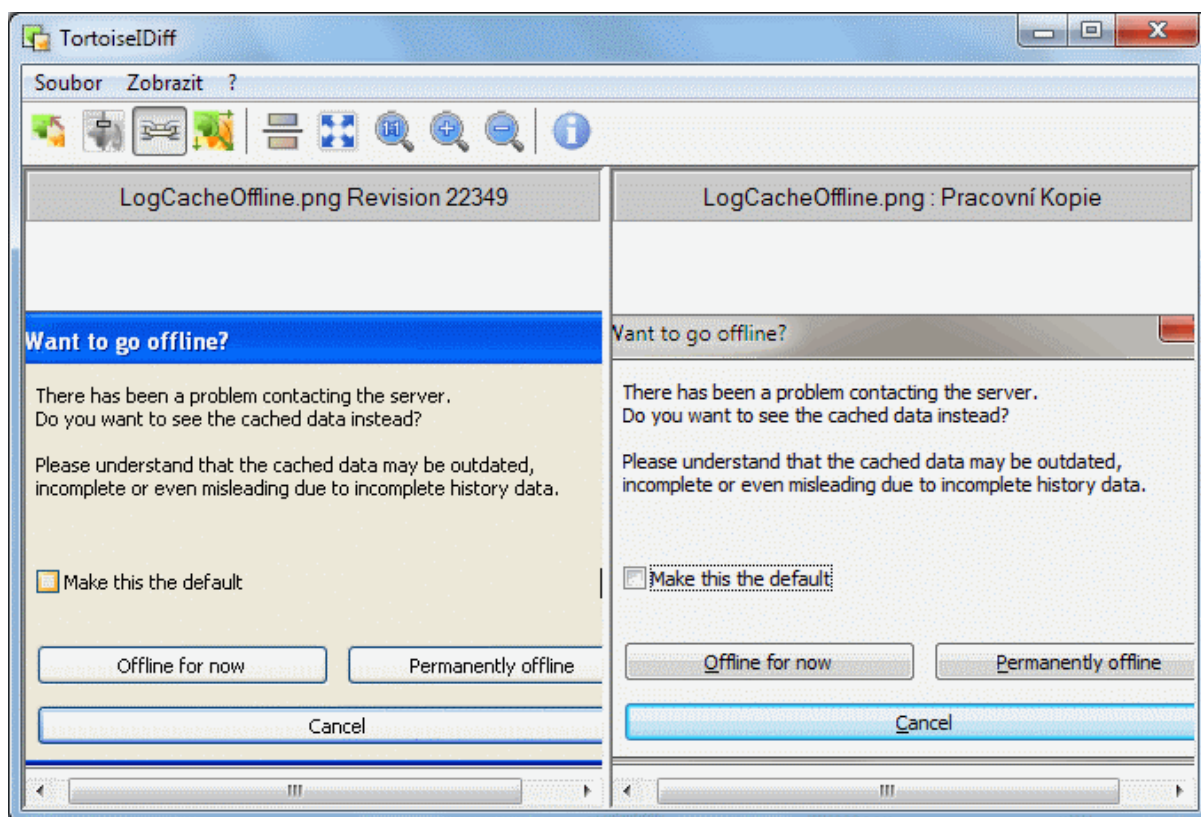 TortoiseIDiff
Soubor Zobrazit ?
1:1
LogCacheOffline.png Revision 22349
LogCacheOffline.png : Pracovní Kopie
Want to go offline?
There has been a problem contacting the server.
Do you want to see the cached data instead?
Please understand that the cached data may be outdated,
incomplete or even misleading due to incomplete history data.
Make this the default
Offline for now
Permanently offline
Cancel
Want to go offline?
There has been a problem contacting the server.
Do you want to see the cached data instead?
Please understand that the cached data may be outdated,
incomplete or even misleading due to incomplete history data.
Make this the default
Offline for now
Permanently offline
Cancel